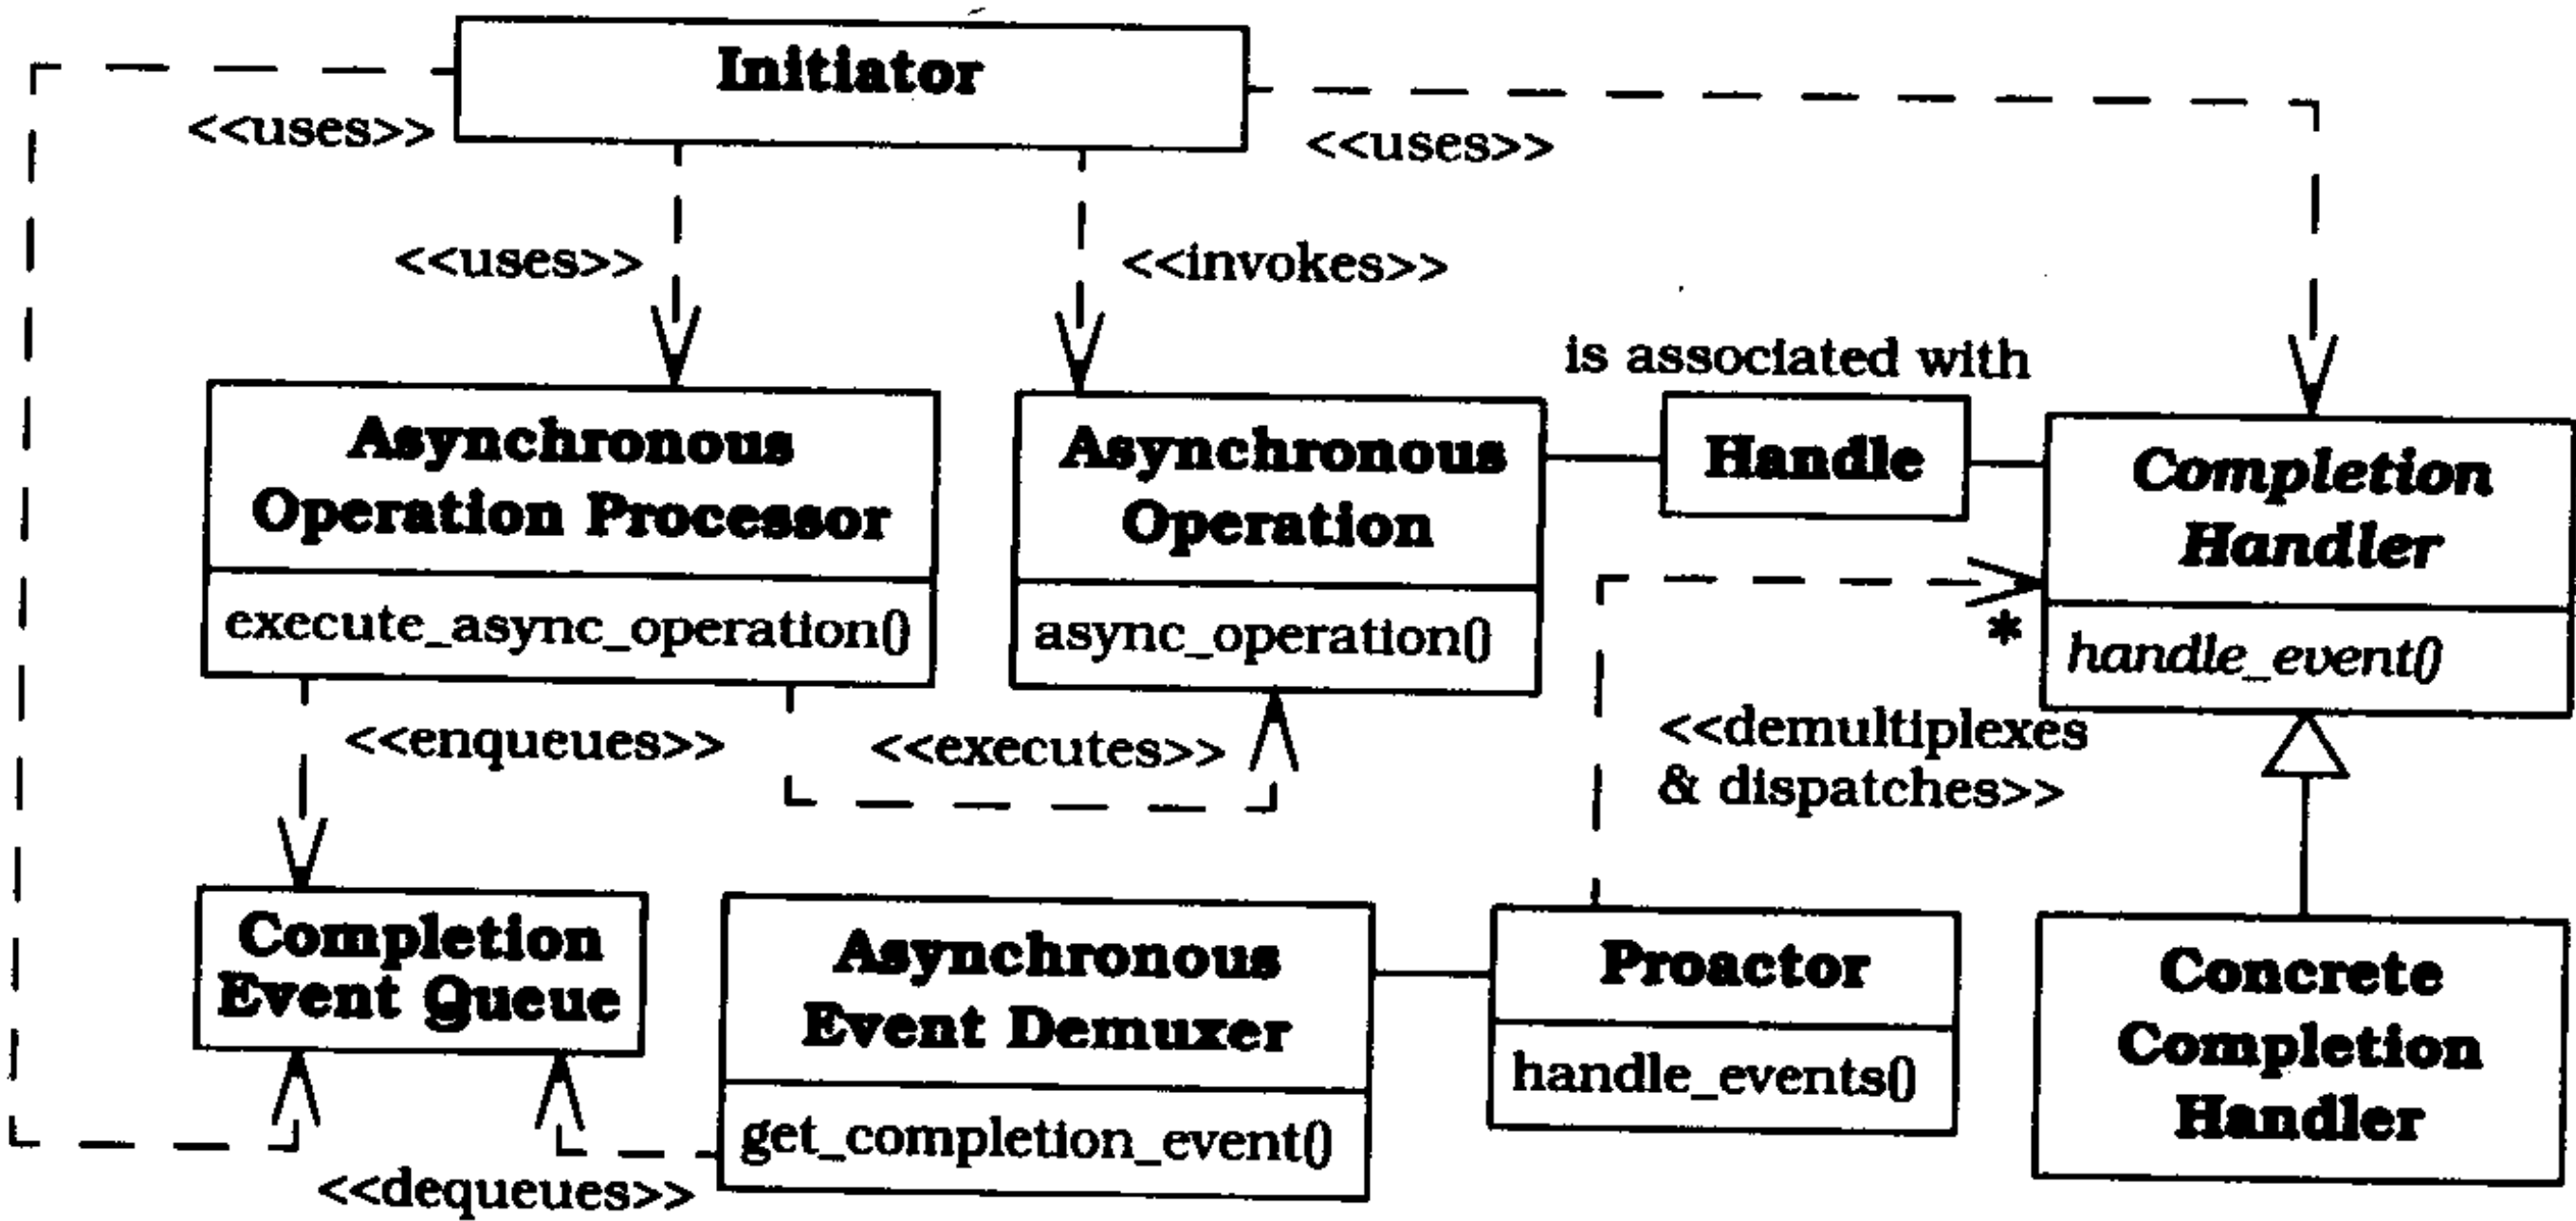 Initiator
<<uses>>
<<uses>>
<<uses>>
<<invokes>>
is associated with
Asynchronous
Operation Processor
execute_async_operation()
Asynchronous
Operation
async_operation()
Handle
Completion
Handler
handle_event()
*
<<enqueues>>
<<executes>>
<<demultiplexes
& dispatches>>
Completion
Event Queue
Asynchronous
Event Demuxer
get_completion_event()
Proactor
handle_events()
Concrete
Completion
Handler
<<dequeues>>